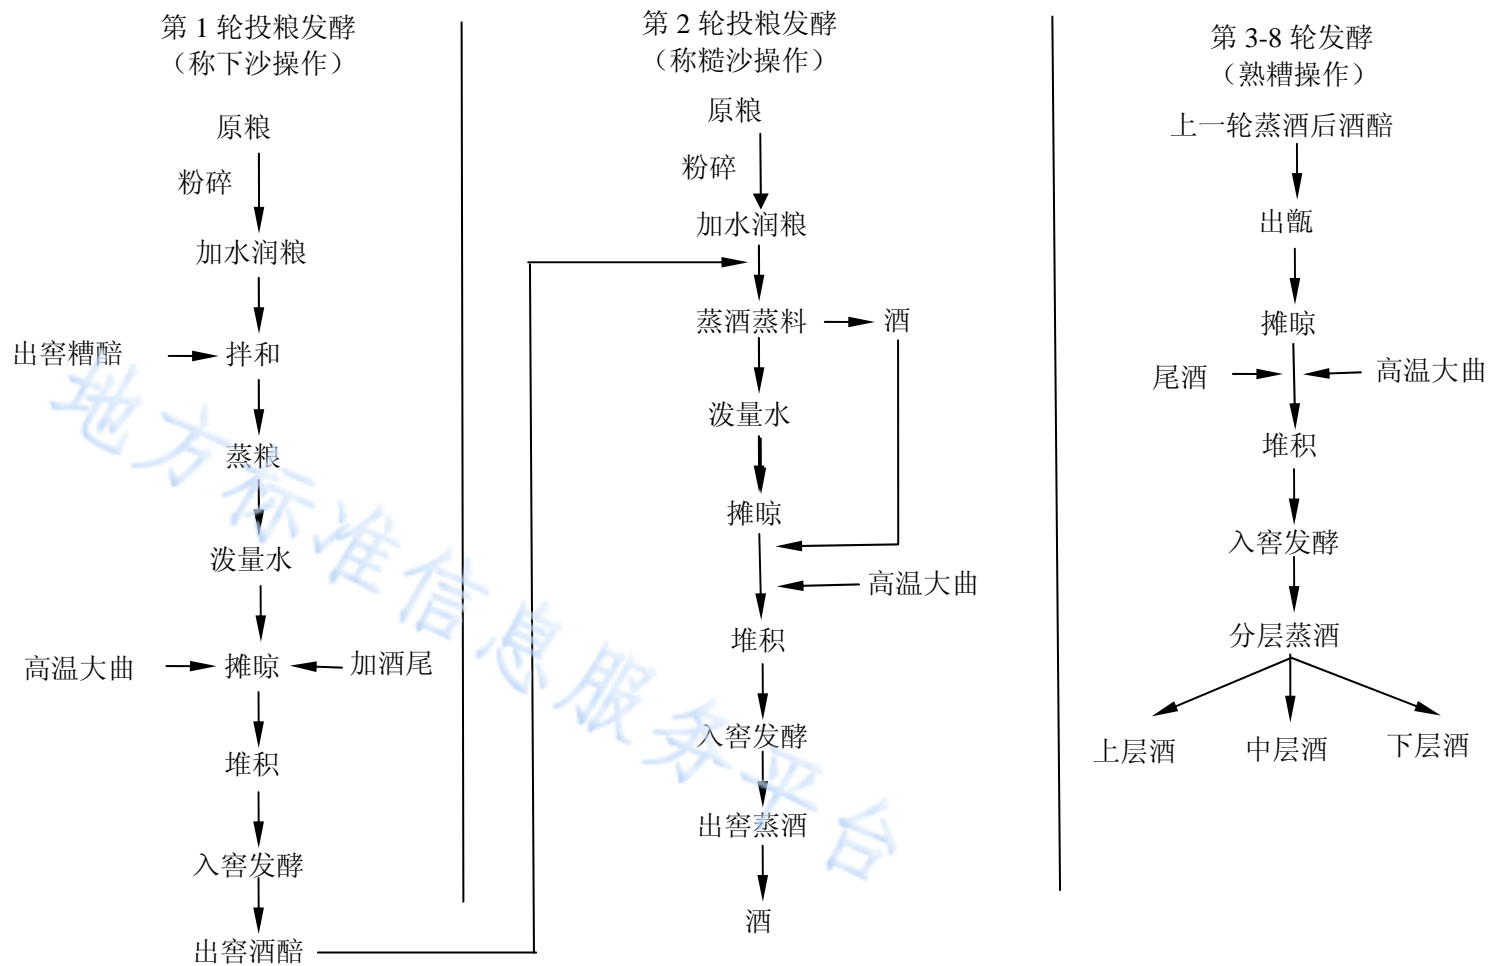 第 1 轮投粮发酵
（称下沙操作）
原粮
粉碎
加水润粮
出窖糟醅
拌和
蒸粮
泼量水
高温大曲
摊晾
加酒尾
堆积
入窖发酵
出窖酒醅
第 2 轮投粮发酵
（称糙沙操作）
原粮
粉碎
加水润粮
蒸酒蒸料
酒
泼量水
摊晾
高温大曲
堆积
入窖发酵
出窖蒸酒
酒
第 3-8 轮发酵
（熟糟操作）
上一轮蒸酒后酒醅
出甑
摊晾
尾酒
高温大曲
堆积
入窖发酵
分层蒸酒
上层酒
中层酒
下层酒
地方标准信息服务平台